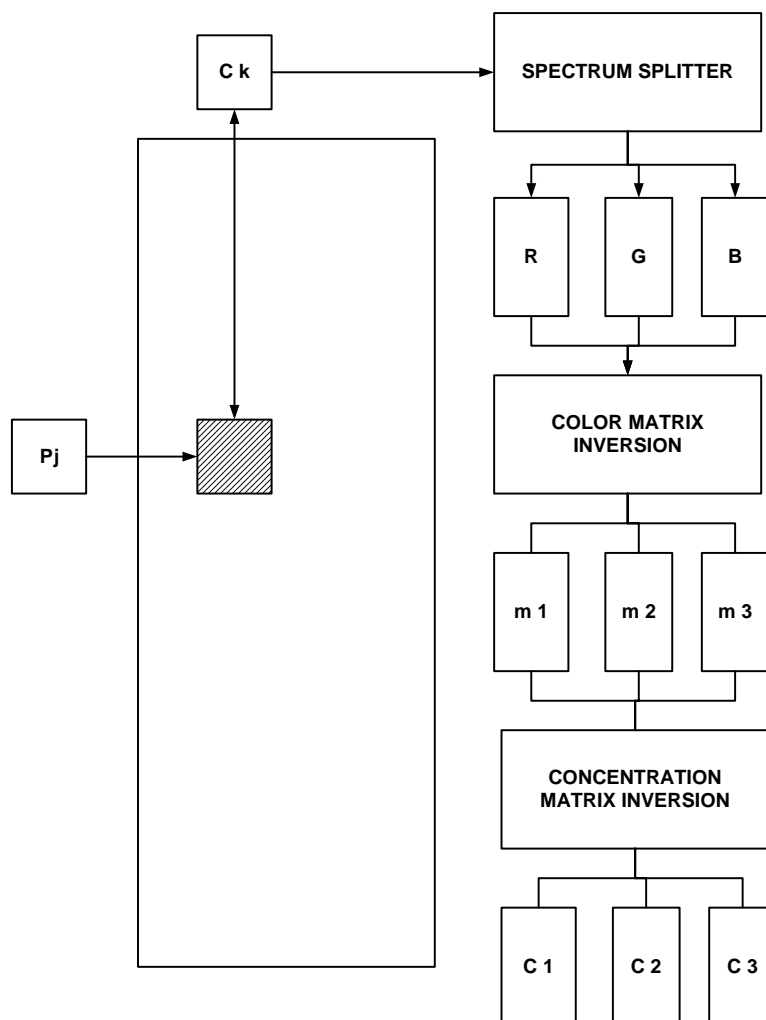 C k
SPECTRUM SPLITTER
R
G
B
COLOR MATRIX
INVERSION
Pj
m 1
m 2
m 3
CONCENTRATION
MATRIX INVERSION
C 1
C 2
C 3